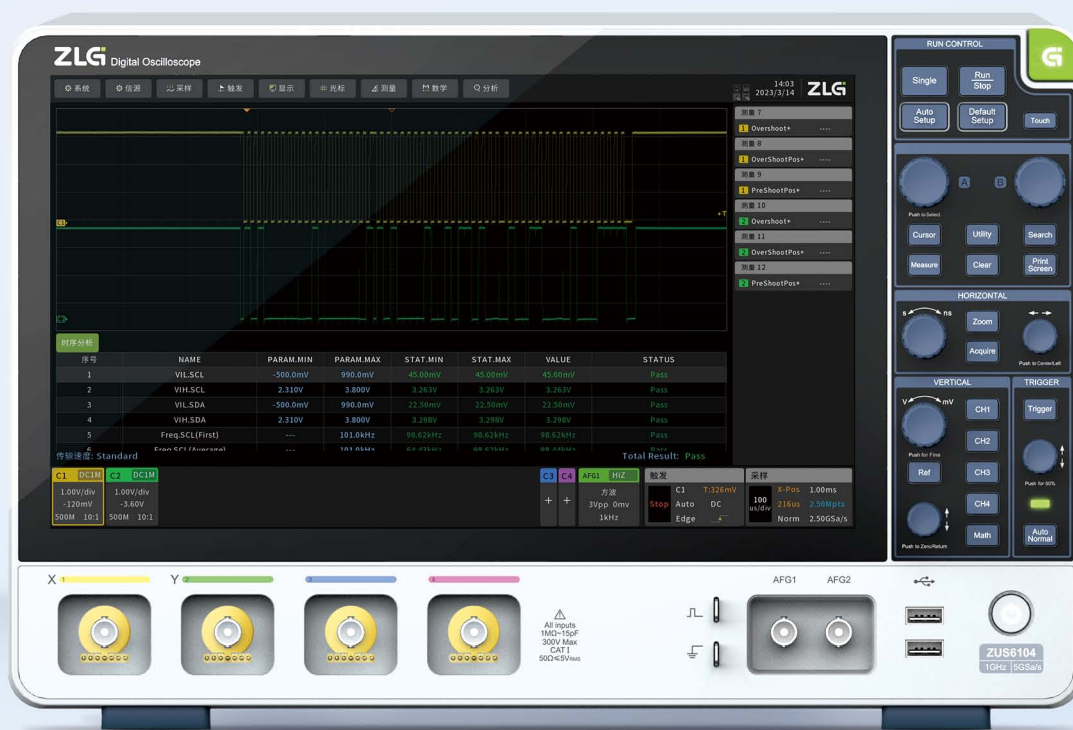 ZLG Digital Oscilloscope
系统 信源 采样 触发 显示 光标 测量 数学 分析
14:03
2023/3/14
ZLG
测量 7
1 Overshoot+ ----
测量 8
1 OverShootPos+ ----
测量 9
1 PreShootPos+ ----
测量 10
2 Overshoot+ ----
测量 11
2 OverShootPos+ ----
测量 12
2 PreShootPos+ ----
C1
+T
时序分析
序号 NAME PARAM.MIN PARAM.MAX STAT.MIN STAT.MAX VALUE STATUS
1 VIL.SCL -500.0mV 990.0mV 45.00mV 45.00mV 45.00mV Pass
2 VIH.SCL 2.310V 3.800V 3.263V 3.263V 3.263V Pass
3 VIL.SDA -500.0mV 990.0mV 22.50mV 22.50mV 22.50mV Pass
4 VIH.SDA 2.310V 3.800V 3.298V 3.298V 3.298V Pass
5 Freq.SCL(First) --- 101.0kHz 98.62kHz 98.62kHz 98.62kHz Pass
传输速度: Standard
Total Result: Pass
C1 DC1M
1.00V/div
-120mV
500M 10:1
C2 DC1M
1.00V/div
-3.60V
500M 10:1
C3 C4
+ +
AFG1 HiZ
方波
3Vpp 0mv
1kHz
触发
C1 T:326mV
Stop Auto DC
Edge
采样
X-Pos 1.00ms
100 us/div 216us 2.50Mpts
Norm 2.50GSa/s
RUN CONTROL
Single
Run
Stop
Auto
Setup
Default
Setup
Touch
G
A B
Push to Select
Cursor Utility Search
Measure Clear
Print
Screen
HORIZONTAL
s ns
Zoom
Acquire
Push to Center/Left
VERTICAL
V mV
CH1
CH2
Push for Fine
Ref
CH3
CH4
Math
Push to Zero/Return
TRIGGER
Trigger
Push for 50%
Auto
Normal
X 1
Y 2
3
4
All inputs
1MΩ~15pF
300V Max
CAT I
50Ω≤5Vrms
AFG1 AFG2
ZUS6104
1GHz 5GSa/s